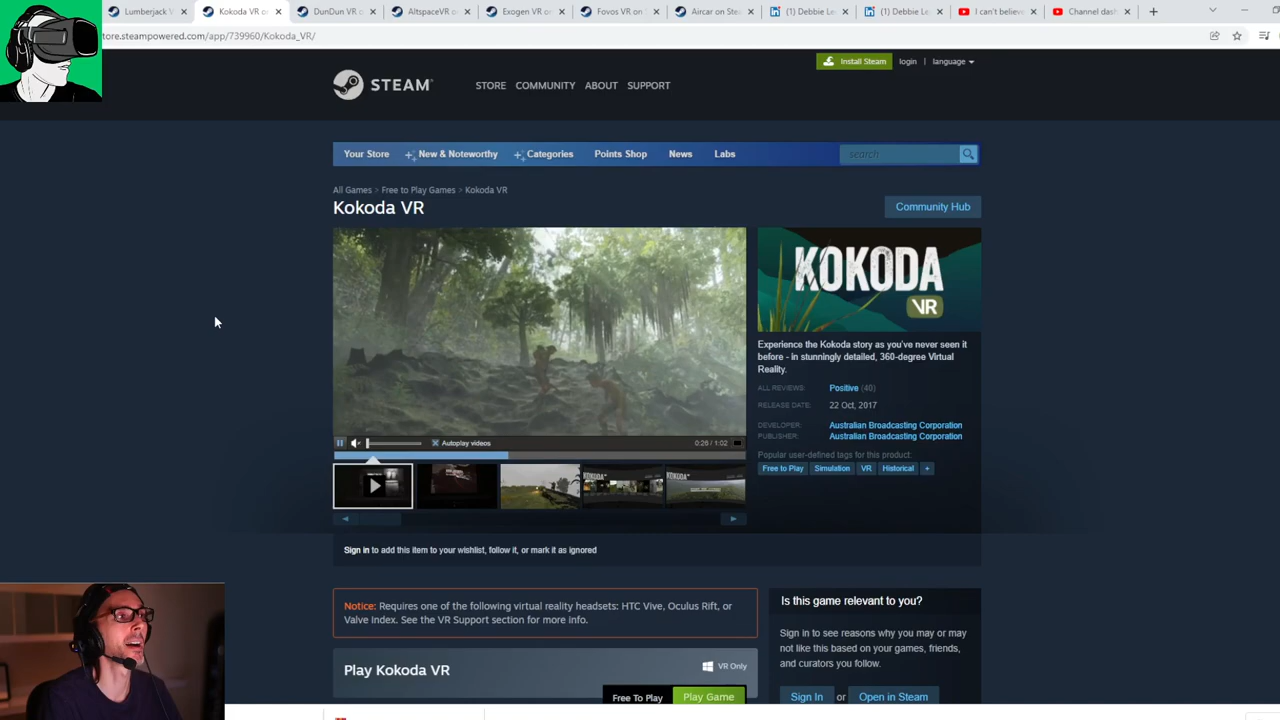 Lumberjack V
Kokoda VR o
DunDun VR o
AltspaceVR o
Exogen VR o
Fovos VR on
Aircar on Ste
(1) Debbie Le
(1) Debbie Le
I can't believe
Channel dash
tore.steampowered.com/app/739960/Kokoda_VR/
Install Steam
login
language
STEAM
STORE
COMMUNITY
ABOUT
SUPPORT
Your Store
New & Noteworthy
Categories
Points Shop
News
Labs
search
All Games > Free to Play Games > Kokoda VR
Kokoda VR
Community Hub
KOKODA
VR
Experience the Kokoda story as you've never seen it
before - in stunningly detailed, 360-degree Virtual
Reality.
ALL REVIEWS: Positive (40)
RELEASE DATE: 22 Oct, 2017
DEVELOPER: Australian Broadcasting Corporation
PUBLISHER: Australian Broadcasting Corporation
Popular user-defined tags for this product:
Free to Play
Simulation
VR
Historical
+
Autoplay videos
0:26 / 1:02
Sign in to add this item to your wishlist, follow it, or mark it as ignored
Notice: Requires one of the following virtual reality headsets: HTC Vive, Oculus Rift, or
Valve Index. See the VR Support section for more info.
Is this game relevant to you?
Sign in to see reasons why you may or may
not like this based on your games, friends,
and curators you follow.
Sign In or Open in Steam
Play Kokoda VR
VR Only
Free To Play
Play Game